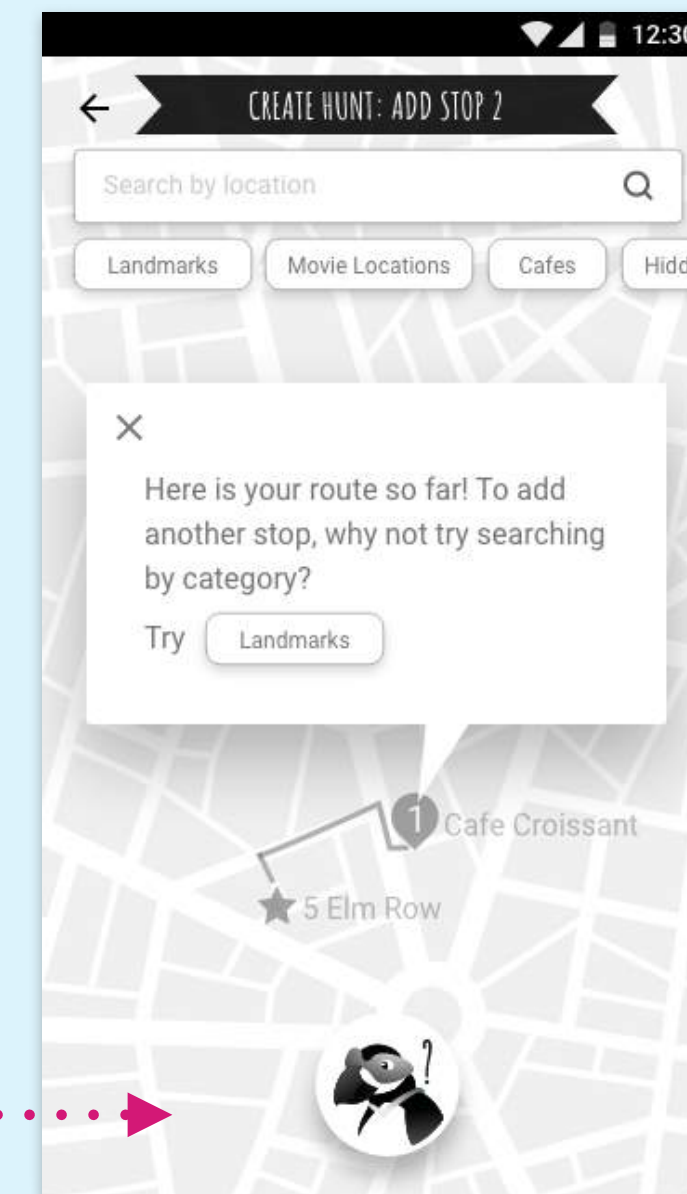 12:30
CREATE HUNT: ADD STOP 2
Search by location
Landmarks Movie Locations Cafes Hidd
Here is your route so far! To add
another stop, why not try searching
by category?
Try Landmarks
1 Cafe Croissant
5 Elm Row
?